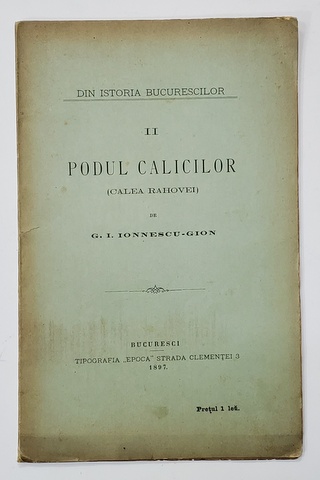 DIN ISTORIA BUCURESCILOR
II
PODUL CALICILOR
(CALEA RAHOVEI)
DE
G. I. IONNESCU-GION
BUCURESCI
TIPOGRAFIA „EPOCA" STRADA CLEMENȚEI 3
1897.
Prețul 1 leŭ.